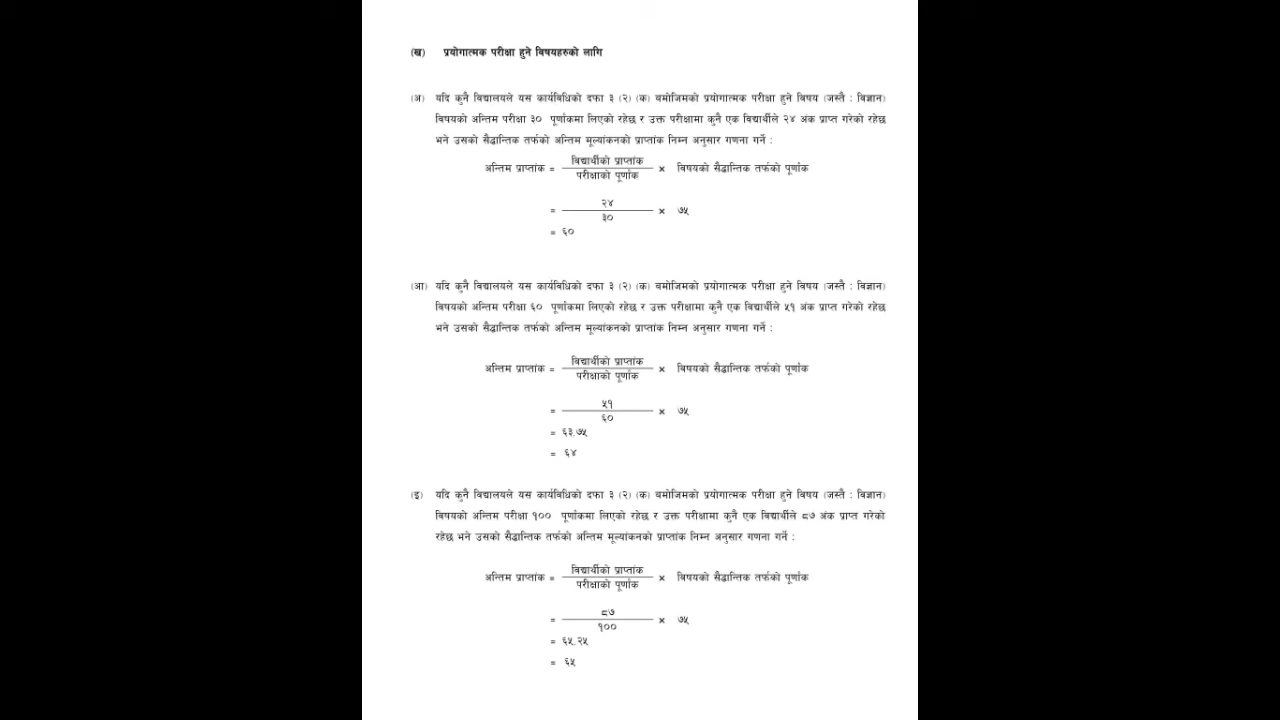 (ख) प्रयोगात्मक परीक्षा हुने विषयहरुको लागि
(अ) यदि कुनै विद्यालयले यस कार्यविधिको दफा ३ (२) (क) बमोजिमको प्रयोगात्मक परीक्षा हुने विषय (जस्तै : विज्ञान)
विषयको अन्तिम परीक्षा ३० पूर्णांकमा लिएको रहेछ र उक्त परीक्षामा कुनै एक विद्यार्थीले २४ अंक प्राप्त गरेको रहेछ
भने उसको सैद्धान्तिक तर्फको अन्तिम मूल्यांकनको प्राप्तांक निम्न अनुसार गणना गर्ने :
विद्यार्थीको प्राप्तांक
अन्तिम प्राप्तांक = × विषयको सैद्धान्तिक तर्फको पूर्णांक
परीक्षाको पूर्णांक
२४
= × ७५
३०
= ६०
(आ) यदि कुनै विद्यालयले यस कार्यविधिको दफा ३ (२) (क) बमोजिमको प्रयोगात्मक परीक्षा हुने विषय (जस्तै : विज्ञान)
विषयको अन्तिम परीक्षा ६० पूर्णांकमा लिएको रहेछ र उक्त परीक्षामा कुनै एक विद्यार्थीले ५१ अंक प्राप्त गरेको रहेछ
भने उसको सैद्धान्तिक तर्फको अन्तिम मूल्यांकनको प्राप्तांक निम्न अनुसार गणना गर्ने :
विद्यार्थीको प्राप्तांक
अन्तिम प्राप्तांक = × विषयको सैद्धान्तिक तर्फको पूर्णांक
परीक्षाको पूर्णांक
५१
= × ७५
६०
= ६३.७५
= ६४
(इ) यदि कुनै विद्यालयले यस कार्यविधिको दफा ३ (२) (क) बमोजिमको प्रयोगात्मक परीक्षा हुने विषय (जस्तै : विज्ञान)
विषयको अन्तिम परीक्षा १०० पूर्णांकमा लिएको रहेछ र उक्त परीक्षामा कुनै एक विद्यार्थीले ८७ अंक प्राप्त गरेको
रहेछ भने उसको सैद्धान्तिक तर्फको अन्तिम मूल्यांकनको प्राप्तांक निम्न अनुसार गणना गर्ने :
विद्यार्थीको प्राप्तांक
अन्तिम प्राप्तांक = × विषयको सैद्धान्तिक तर्फको पूर्णांक
परीक्षाको पूर्णांक
८७
= × ७५
१००
= ६५.२५
= ६५